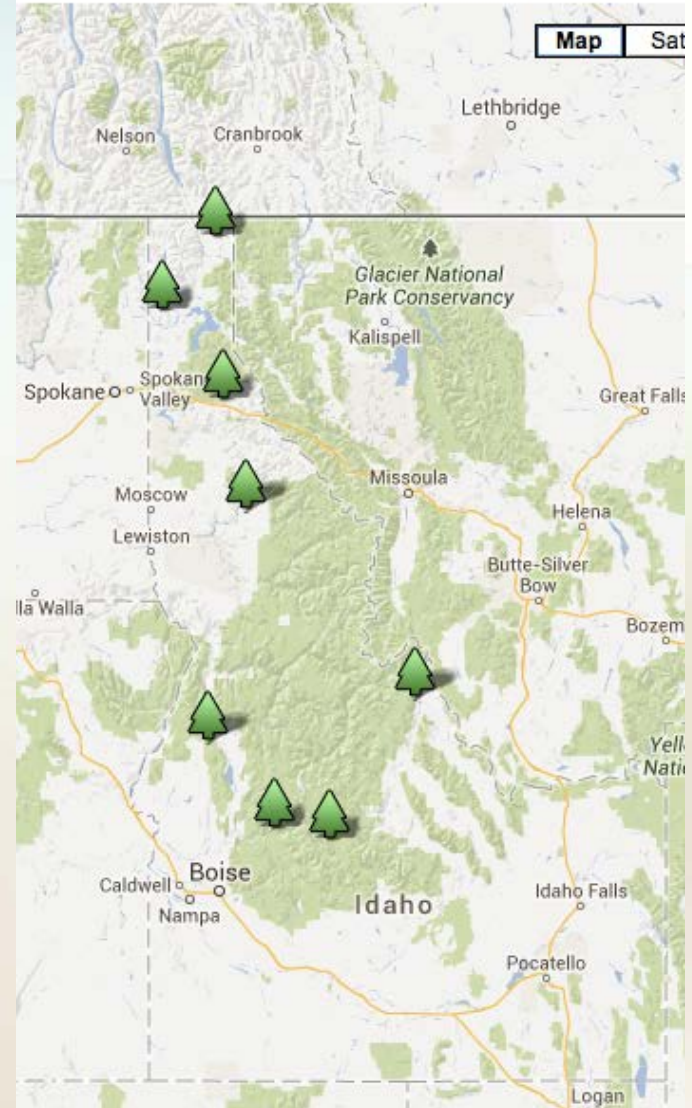 Map Sat
Lethbridge
Nelson Cranbrook
Glacier National
Park Conservancy
Kalispell
Spokane Spokan
Valley
Great Falls
Missoula
Moscow
Helena
Lewiston
Butte-Silver
Bow
lla Walla
Bozem
Yell
Natio
Boise
Caldwell
Nampa
Idaho
Idaho Falls
Pocatello
Logan